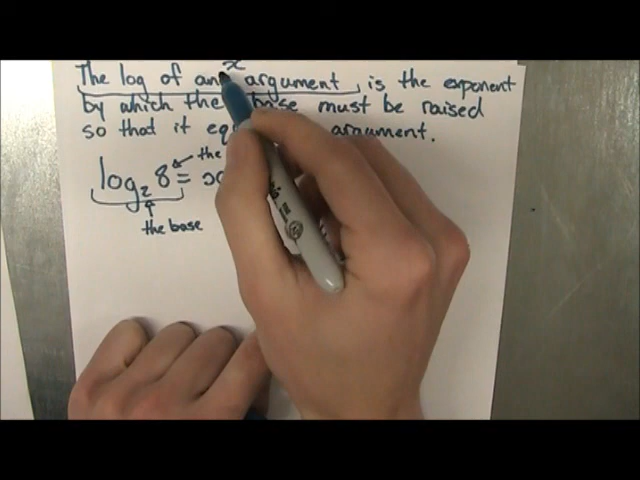 x
The log of an argument is the exponent
by which the base must be raised
so that it argument.
log₂ 8 = x the
the base